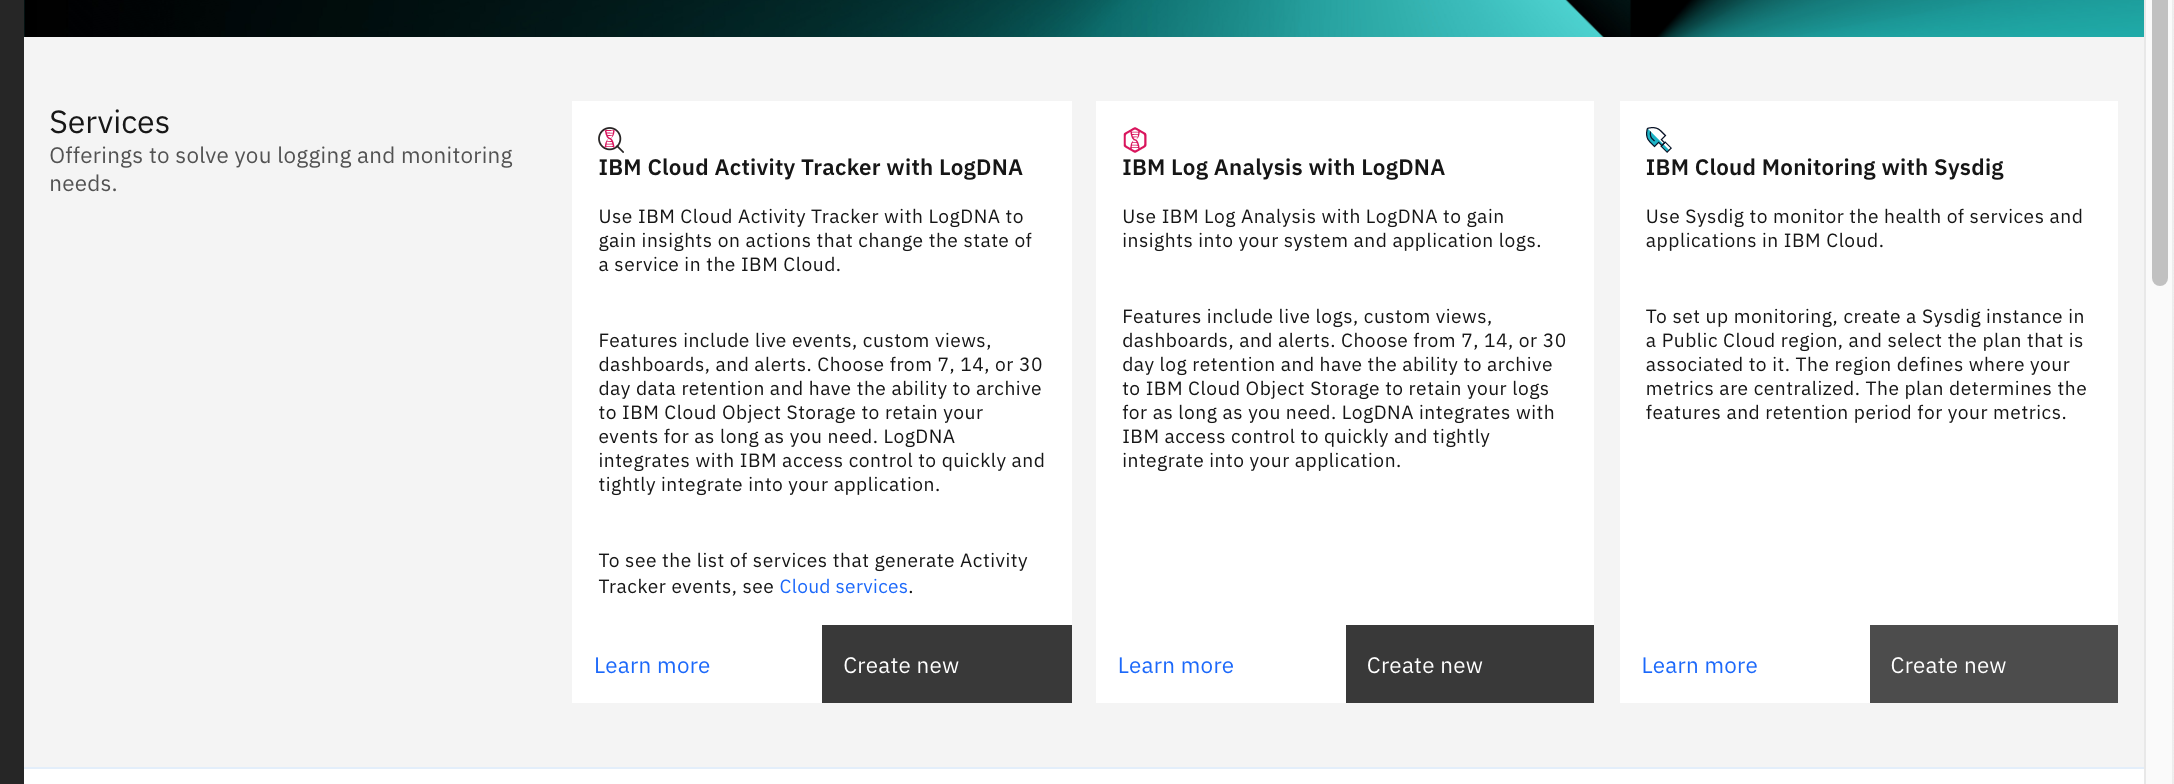 Services
Offerings to solve you logging and monitoring
needs.
IBM Cloud Activity Tracker with LogDNA
Use IBM Cloud Activity Tracker with LogDNA to
gain insights on actions that change the state of
a service in the IBM Cloud.
Features include live events, custom views,
dashboards, and alerts. Choose from 7, 14, or 30
day data retention and have the ability to archive
to IBM Cloud Object Storage to retain your
events for as long as you need. LogDNA
integrates with IBM access control to quickly and
tightly integrate into your application.
To see the list of services that generate Activity
Tracker events, see Cloud services.
Learn more
Create new
IBM Log Analysis with LogDNA
Use IBM Log Analysis with LogDNA to gain
insights into your system and application logs.
Features include live logs, custom views,
dashboards, and alerts. Choose from 7, 14, or 30
day log retention and have the ability to archive
to IBM Cloud Object Storage to retain your logs
for as long as you need. LogDNA integrates with
IBM access control to quickly and tightly
integrate into your application.
Learn more
Create new
IBM Cloud Monitoring with Sysdig
Use Sysdig to monitor the health of services and
applications in IBM Cloud.
To set up monitoring, create a Sysdig instance in
a Public Cloud region, and select the plan that is
associated to it. The region defines where your
metrics are centralized. The plan determines the
features and retention period for your metrics.
Learn more
Create new